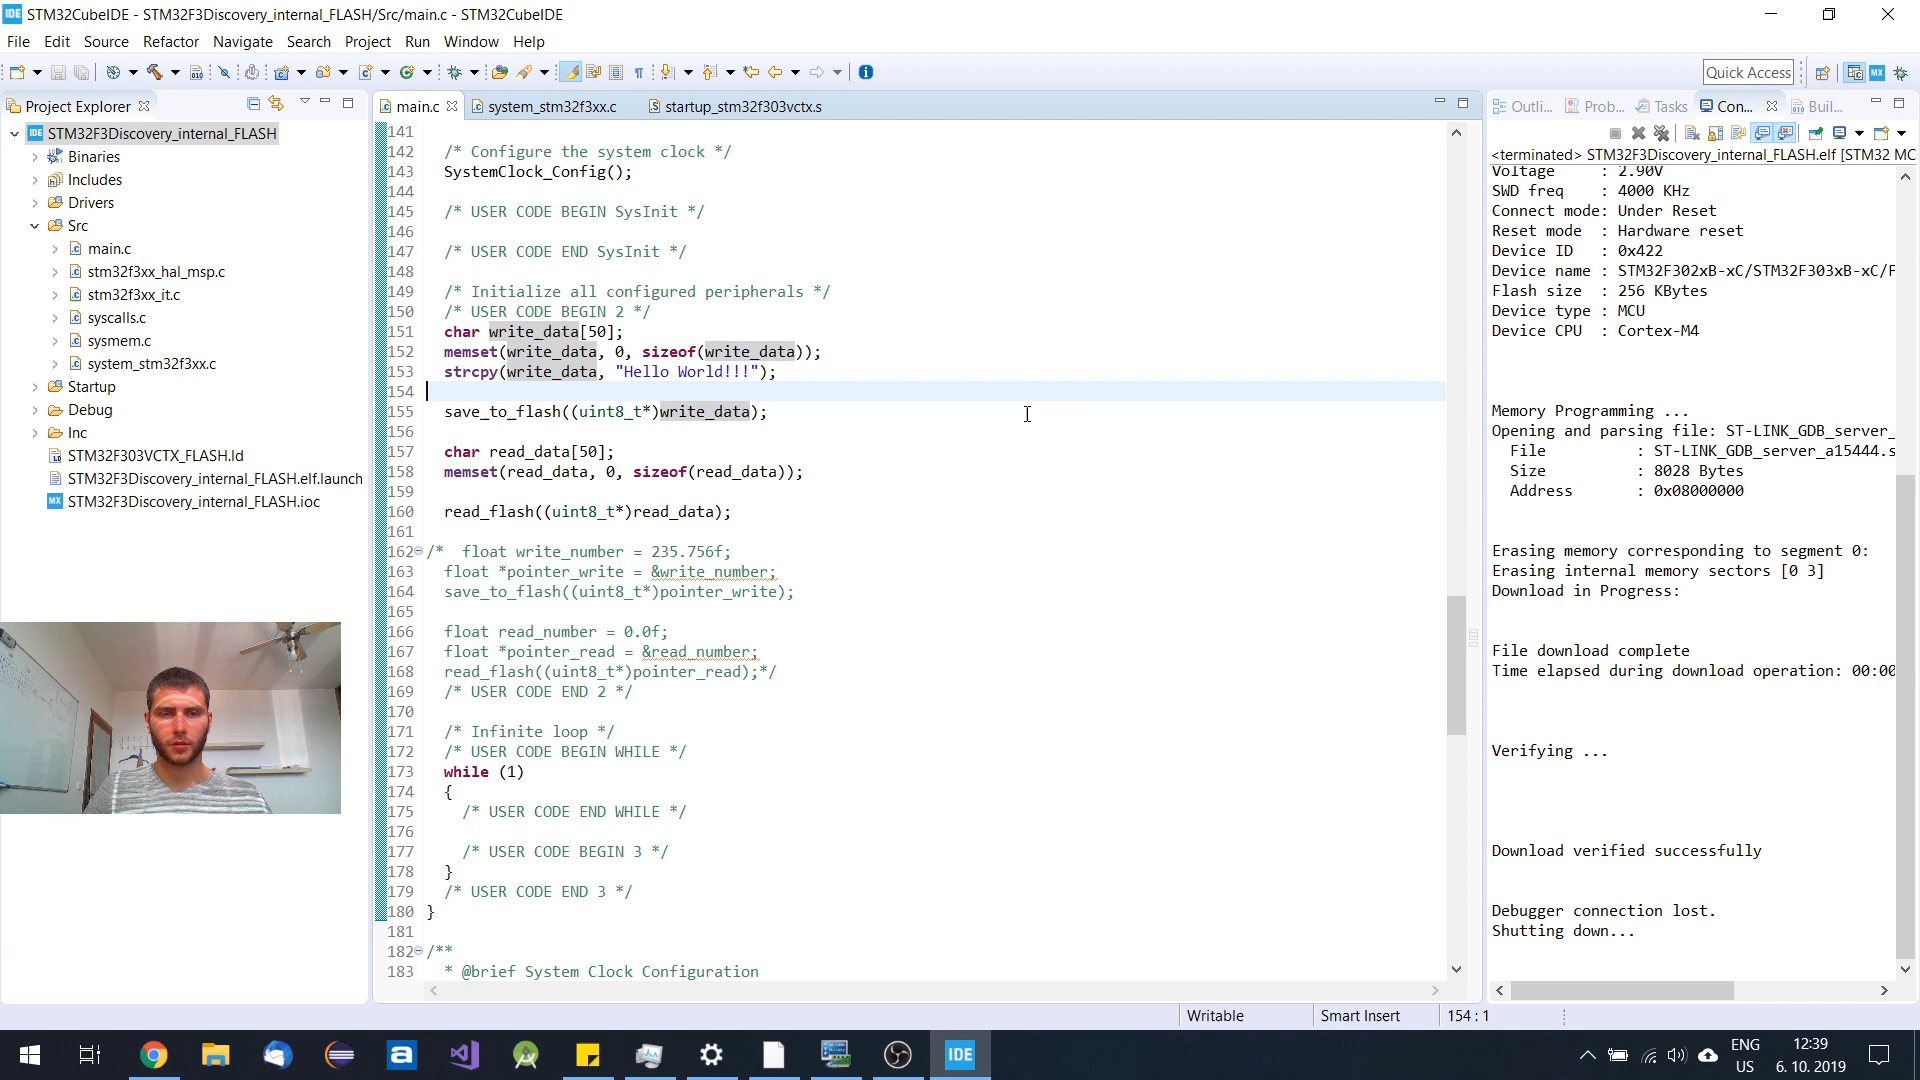 STM32CubeIDE - STM32F3Discovery_internal_FLASH/Src/main.c - STM32CubeIDE
File Edit Source Refactor Navigate Search Project Run Window Help
Quick Access
Project Explorer
STM32F3Discovery_internal_FLASH
Binaries
Includes
Drivers
Src
main.c
stm32f3xx_hal_msp.c
stm32f3xx_it.c
syscalls.c
sysmem.c
system_stm32f3xx.c
Startup
Debug
Inc
STM32F303VCTX_FLASH.ld
STM32F3Discovery_internal_FLASH.elf.launch
STM32F3Discovery_internal_FLASH.ioc
main.c system_stm32f3xx.c startup_stm32f303vctx.s
141
142 /* Configure the system clock */
143 SystemClock_Config();
144
145 /* USER CODE BEGIN SysInit */
146
147 /* USER CODE END SysInit */
148
149 /* Initialize all configured peripherals */
150 /* USER CODE BEGIN 2 */
151 char write_data[50];
152 memset(write_data, 0, sizeof(write_data));
153 strcpy(write_data, "Hello World!!!");
154
155 save_to_flash((uint8_t*)write_data);
156
157 char read_data[50];
158 memset(read_data, 0, sizeof(read_data));
159
160 read_flash((uint8_t*)read_data);
161
162 /* float write_number = 235.756f;
163 float *pointer_write = &write_number;
164 save_to_flash((uint8_t*)pointer_write);
165
166 float read_number = 0.0f;
167 float *pointer_read = &read_number;
168 read_flash((uint8_t*)pointer_read);*/
169 /* USER CODE END 2 */
170
171 /* Infinite loop */
172 /* USER CODE BEGIN WHILE */
173 while (1)
174 {
175 /* USER CODE END WHILE */
176
177 /* USER CODE BEGIN 3 */
178 }
179 /* USER CODE END 3 */
180 }
181
182 /**
183 * @brief System Clock Configuration
Outli... Prob... Tasks Con... Buil...
<terminated> STM32F3Discovery_internal_FLASH.elf [STM32 MC
Voltage : 2.90V
SWD freq : 4000 KHz
Connect mode: Under Reset
Reset mode : Hardware reset
Device ID : 0x422
Device name : STM32F302xB-xC/STM32F303xB-xC/F
Flash size : 256 KBytes
Device type : MCU
Device CPU : Cortex-M4
Memory Programming ...
Opening and parsing file: ST-LINK_GDB_server_
File : ST-LINK_GDB_server_a15444.s
Size : 8028 Bytes
Address : 0x08000000
Erasing memory corresponding to segment 0:
Erasing internal memory sectors [0 3]
Download in Progress:
File download complete
Time elapsed during download operation: 00:00
Verifying ...
Download verified successfully
Debugger connection lost.
Shutting down...
Writable Smart Insert 154 : 1
IDE
ENG
US
12:39
6. 10. 2019